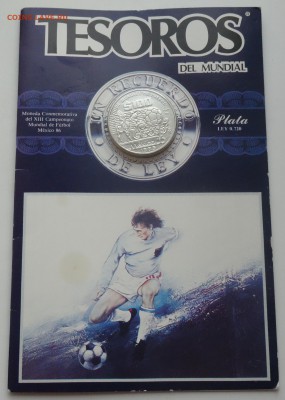 TESOROS®
DEL MUNDIAL
Moneda Conmemorativa
del XIII Campeonato
Mundial de Fútbol
México 86
EN RECUERDO
DE LEY
$100
Plata
LEY 0.720